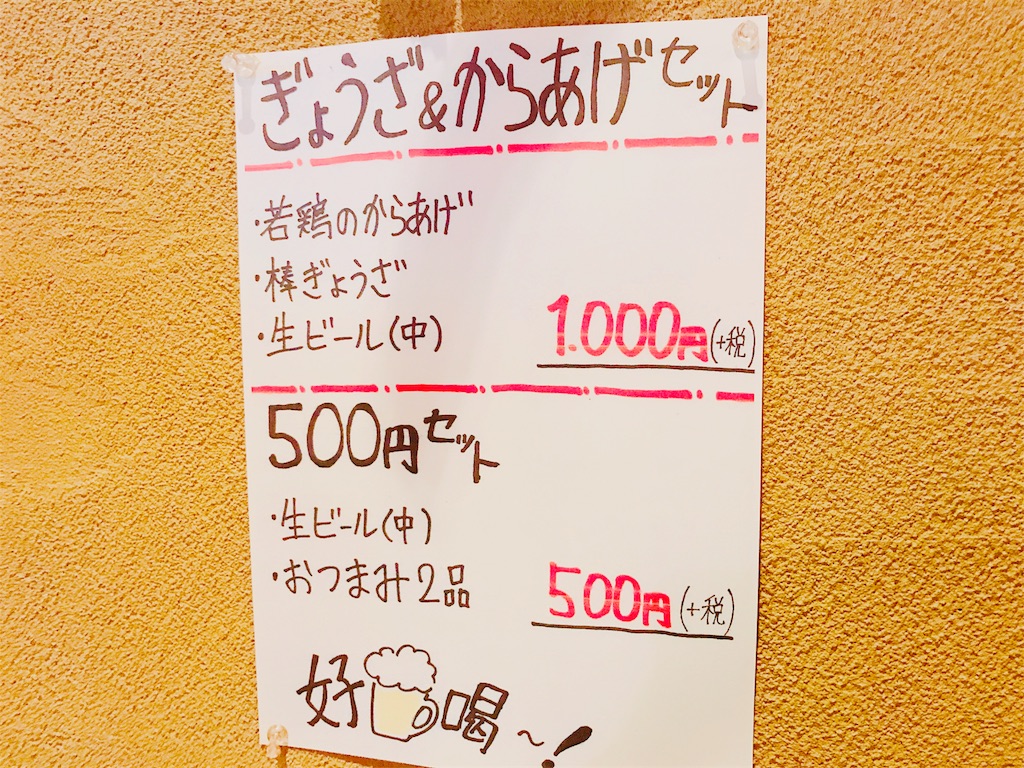 ぎょうざ&からあげセット
・若鶏のからあげ
・棒ぎょうざ
・生ビール(中)
1.000円(+税)
500円セット
・生ビール(中)
・おつまみ2品
500円(+税)
好喝~!